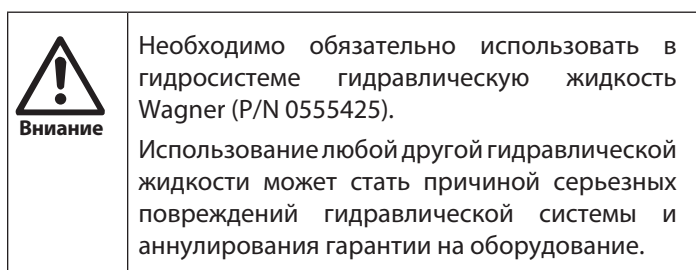 Вниание
Необходимо обязательно использовать в
гидросистеме гидравлическую жидкость
Wagner (P/N 0555425).
Использование любой другой гидравлической
жидкости может стать причиной серьезных
повреждений гидравлической системы и
аннулирования гарантии на оборудование.